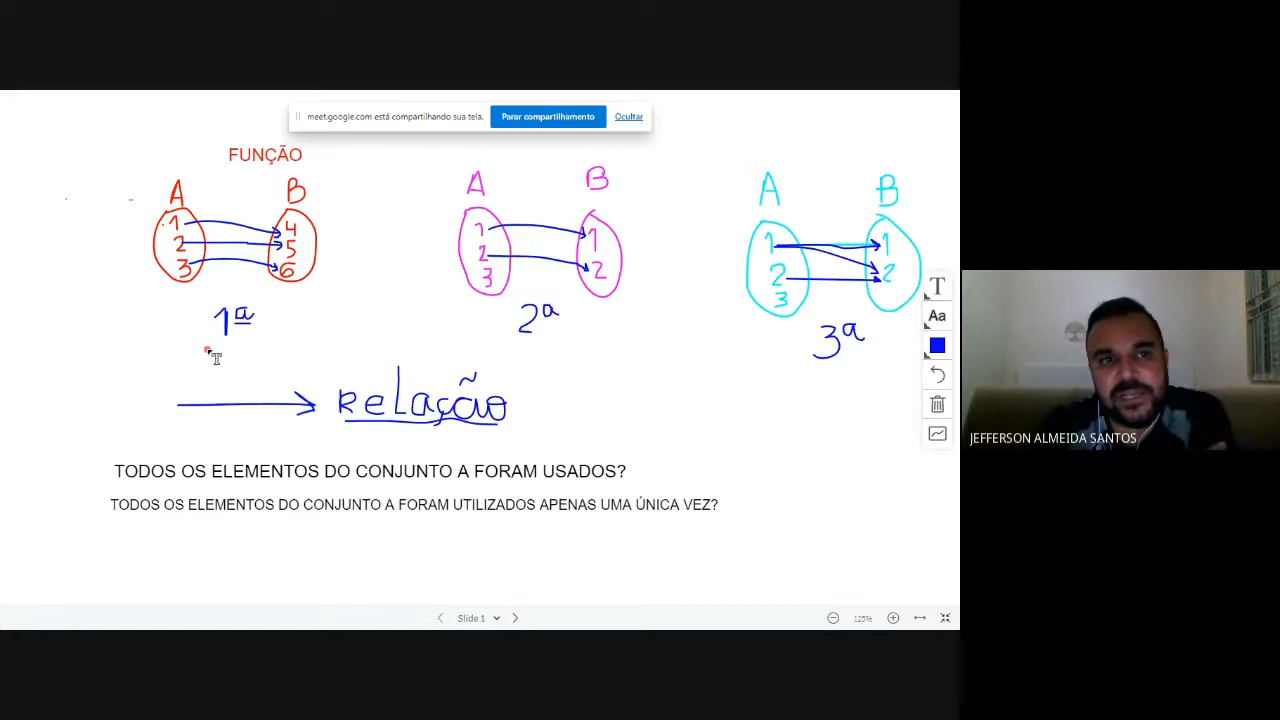 meet.google.com está compartilhando sua tela. Parar compartilhamento Ocultar
FUNÇÃO
A B
1 4
2 5
3 6
1ª
A B
1 1
2 2
3
2ª
A B
1 1
2 2
3
3ª
RelAção
TODOS OS ELEMENTOS DO CONJUNTO A FORAM USADOS?
TODOS OS ELEMENTOS DO CONJUNTO A FORAM UTILIZADOS APENAS UMA ÚNICA VEZ?
T
Aa
JEFFERSON ALMEIDA SANTOS
Slide 1
125%